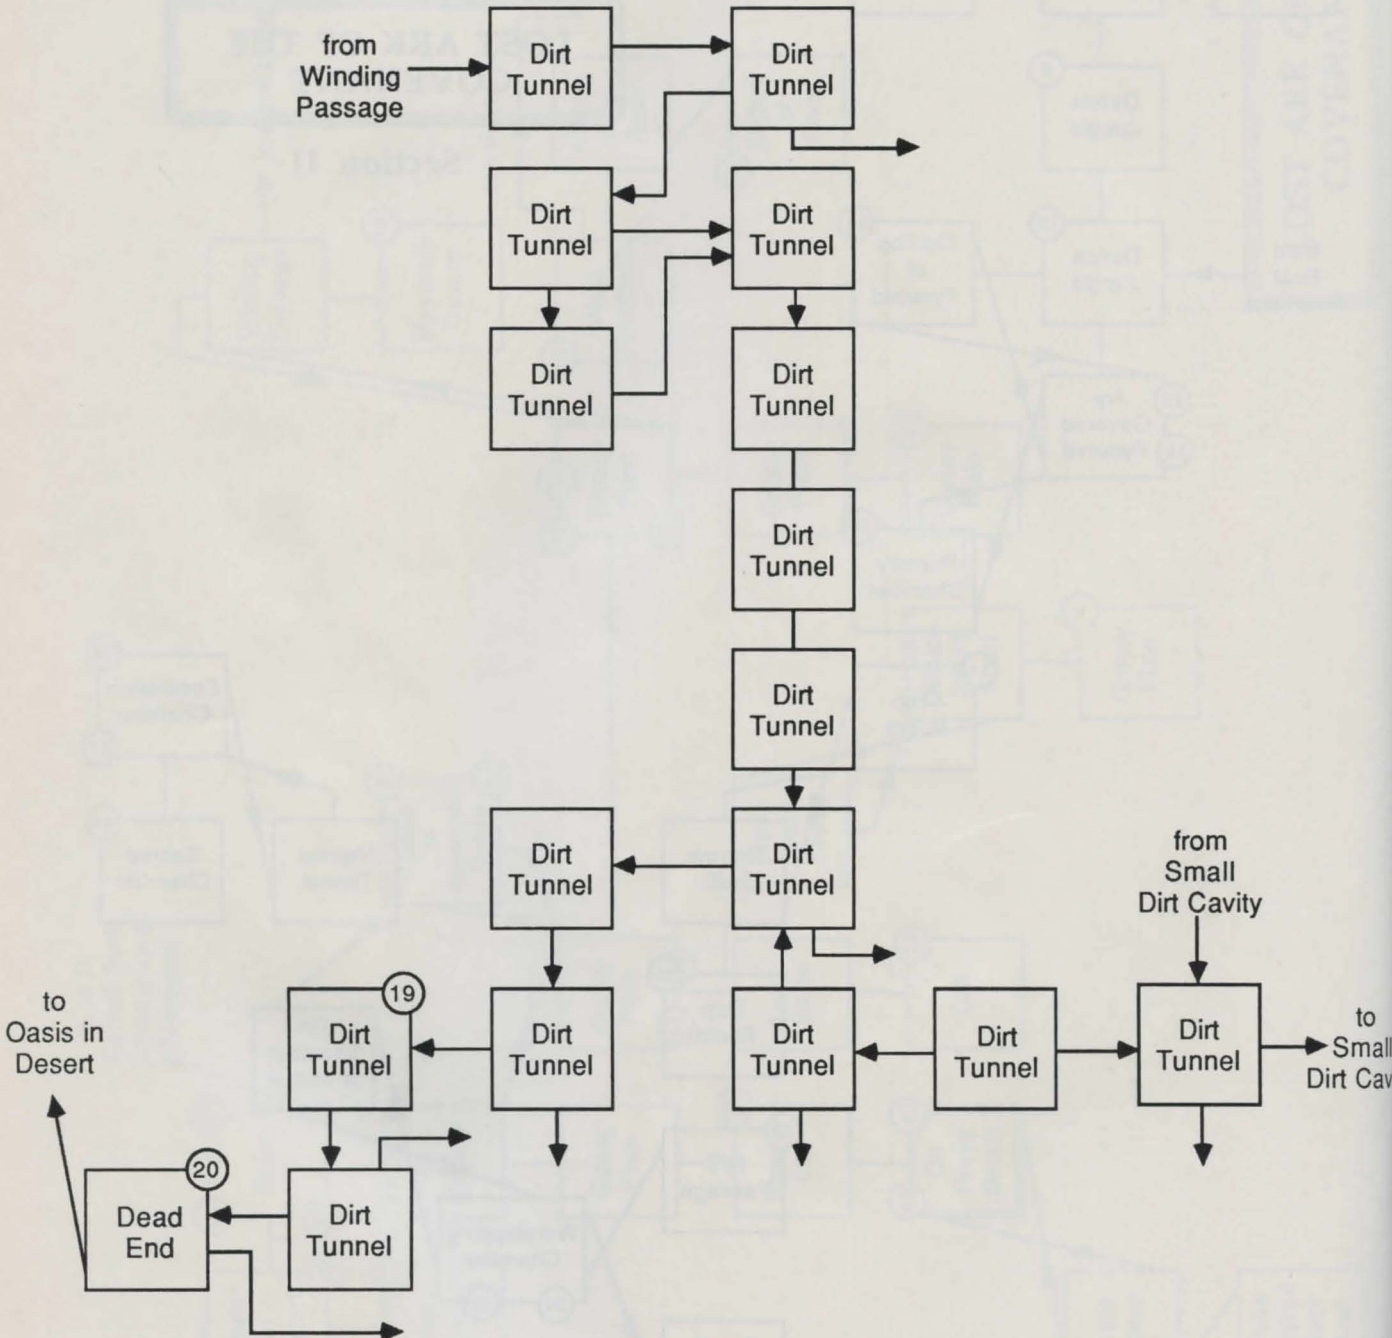 from
Winding
Passage
Dirt
Tunnel
Dirt
Tunnel
Dirt
Tunnel
Dirt
Tunnel
Dirt
Tunnel
Dirt
Tunnel
Dirt
Tunnel
Dirt
Tunnel
Dirt
Tunnel
Dirt
Tunnel
from
Small
Dirt Cavity
to
Oasis in
Desert
19
Dirt
Tunnel
Dirt
Tunnel
Dirt
Tunnel
Dirt
Tunnel
Dirt
Tunnel
to
Small
Dirt Cav
20
Dead
End
Dirt
Tunnel